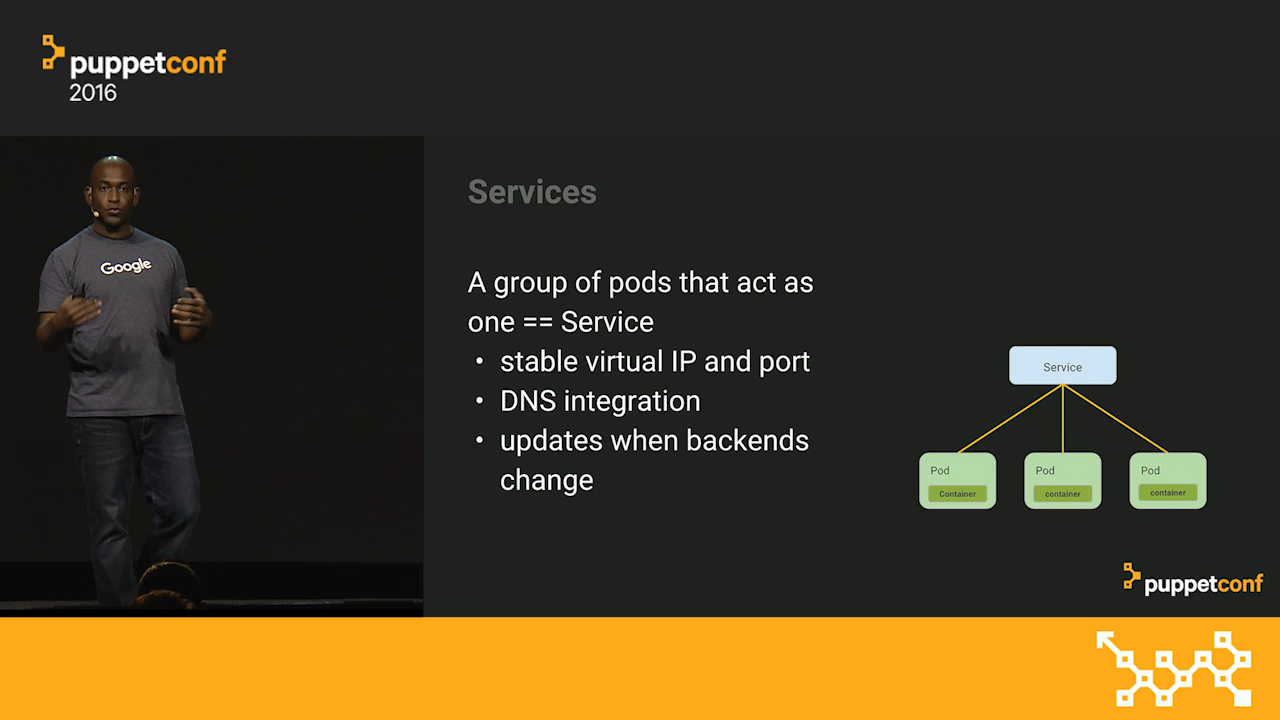 puppetconf
2016
Google
Services
A group of pods that act as
one == Service
• stable virtual IP and port
• DNS integration
• updates when backends
change
Service
Pod
Container
Pod
container
Pod
container
puppetconf